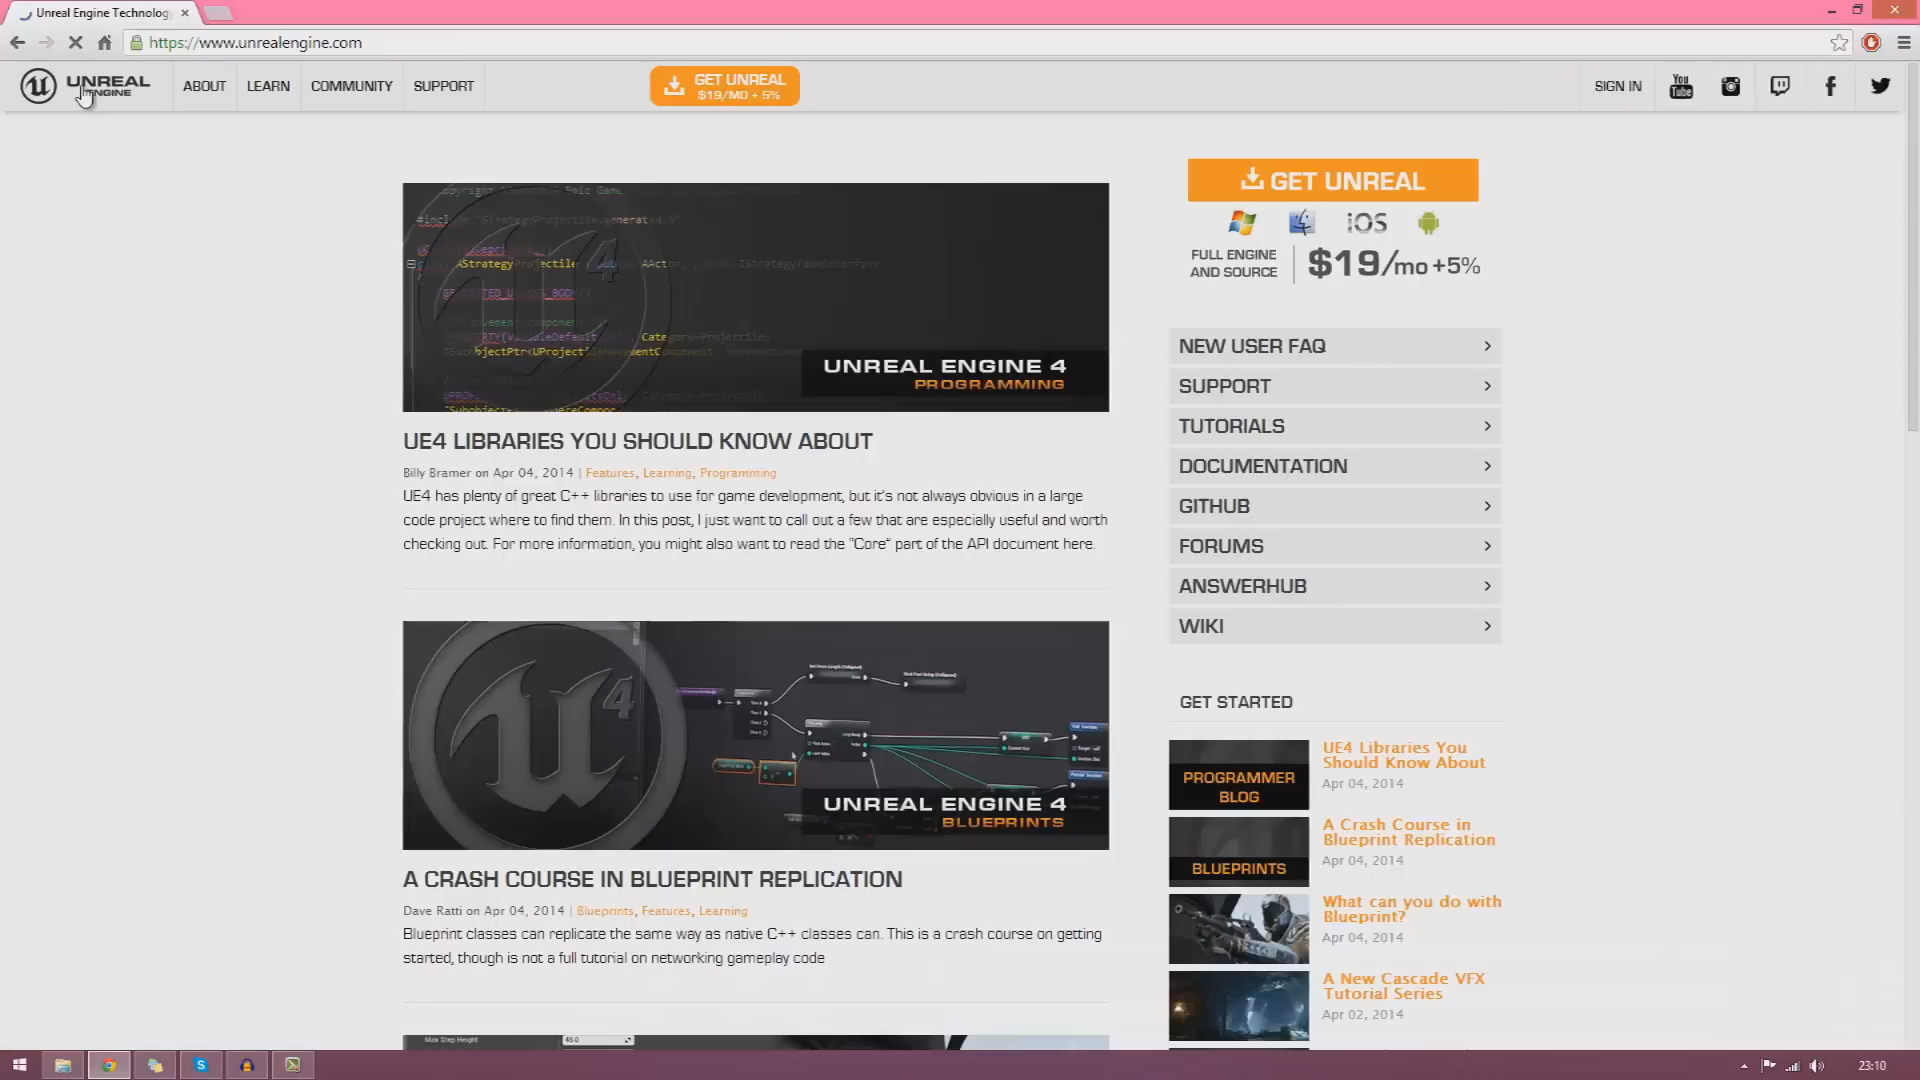 Unreal Engine Technology
https://www.unrealengine.com
UNREAL
ENGINE
ABOUT
LEARN
COMMUNITY
SUPPORT
GET UNREAL
$19/MO + 5%
SIGN IN
You
Tube
UNREAL ENGINE 4
PROGRAMMING
UE4 LIBRARIES YOU SHOULD KNOW ABOUT
Billy Bramer on Apr 04, 2014 | Features, Learning, Programming
UE4 has plenty of great C++ libraries to use for game development, but it's not always obvious in a large
code project where to find them. In this post, I just want to call out a few that are especially useful and worth
checking out. For more information, you might also want to read the "Core" part of the API document here.
4
UNREAL ENGINE 4
BLUEPRINTS
A CRASH COURSE IN BLUEPRINT REPLICATION
Dave Ratti on Apr 04, 2014 | Blueprints, Features, Learning
Blueprint classes can replicate the same way as native C++ classes can. This is a crash course on getting
started, though is not a full tutorial on networking gameplay code
Max Step Height
45.0
GET UNREAL
iOS
FULL ENGINE
AND SOURCE
$19/mo +5%
NEW USER FAQ
SUPPORT
TUTORIALS
DOCUMENTATION
GITHUB
FORUMS
ANSWERHUB
WIKI
GET STARTED
PROGRAMMER
BLOG
UE4 Libraries You
Should Know About
Apr 04, 2014
BLUEPRINTS
A Crash Course in
Blueprint Replication
Apr 04, 2014
What can you do with
Blueprint?
Apr 04, 2014
A New Cascade VFX
Tutorial Series
Apr 02, 2014
23:10